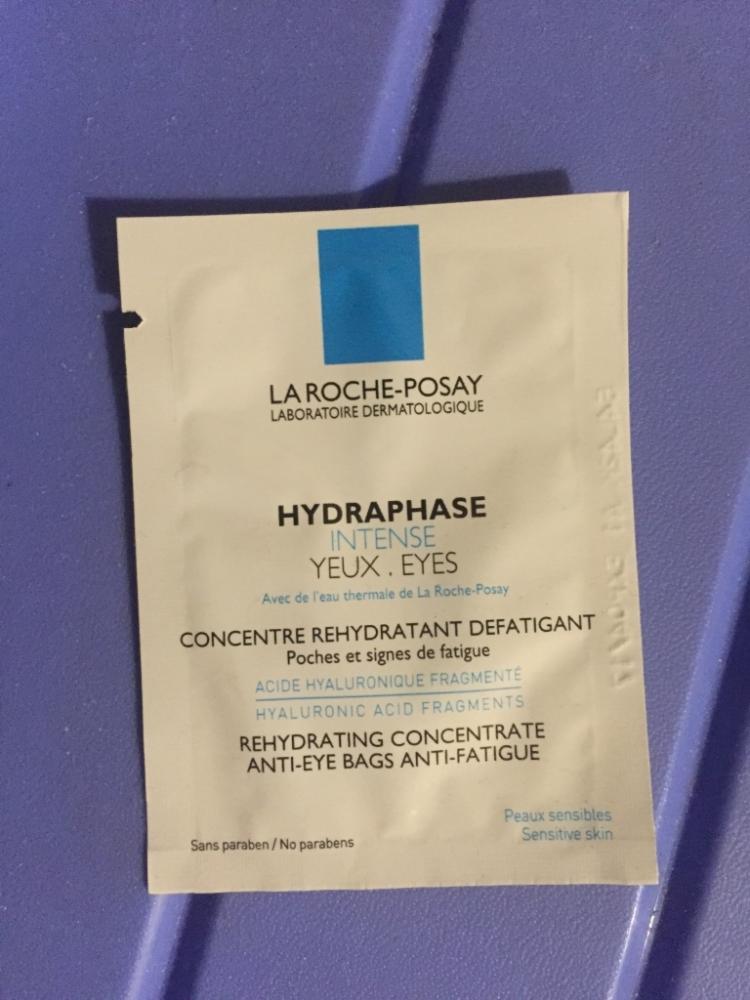 LA ROCHE-POSAY
LABORATOIRE DERMATOLOGIQUE
HYDRAPHASE
INTENSE
YEUX . EYES
Avec de l'eau thermale de La Roche-Posay
CONCENTRE REHYDRATANT DEFATIGANT
Poches et signes de fatigue
ACIDE HYALURONIQUE FRAGMENTÉ
HYALURONIC ACID FRAGMENTS
REHYDRATING CONCENTRATE
ANTI-EYE BAGS ANTI-FATIGUE
Peaux sensibles
Sensitive skin
Sans paraben / No parabens